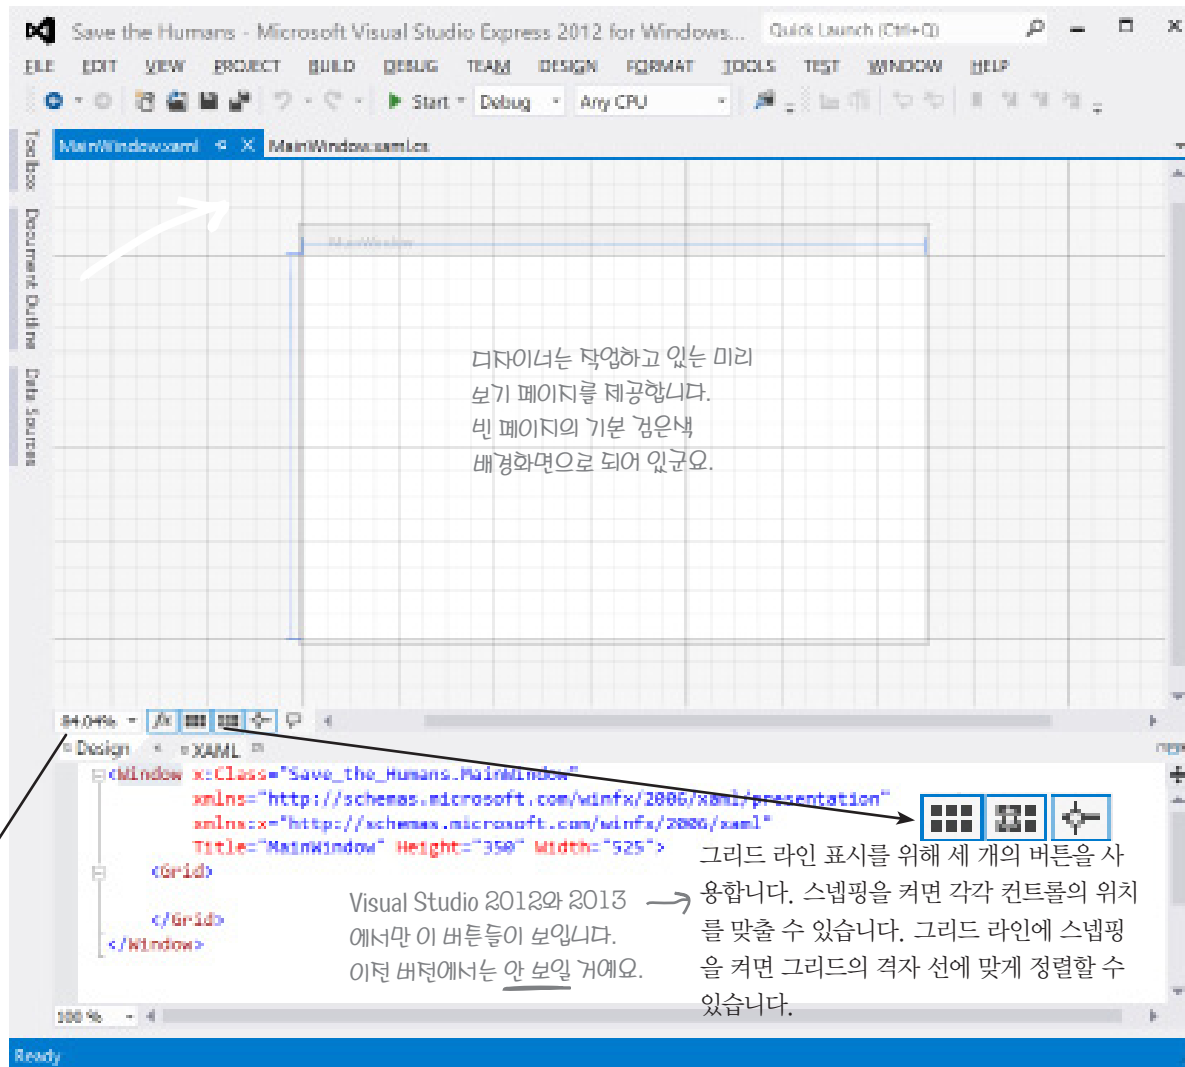 Save the Humans - Microsoft Visual Studio Express 2012 for Windows... Quick Launch (Ctrl+Q)
FILE EDIT VIEW PROJECT BUILD DEBUG TEAM DESIGN FORMAT TOOLS TEST WINDOW HELP
Start Debug Any CPU
MainWindow.xaml MainWindow.xaml.cs
Toolbox
Document Outline
Data Sources
MainWindow
디자이너는 작업하고 있는 미리
보기 페이지를 제공합니다.
빈 페이지의 기본 검은색
배경화면으로 되어 있군요.
84.04% fx
Design XAML
<Window x:Class="Save_the_Humans.MainWindow"
xmlns="http://schemas.microsoft.com/winfx/2006/xaml/presentation"
xmlns:x="http://schemas.microsoft.com/winfx/2006/xaml"
Title="MainWindow" Height="350" Width="525">
<Grid>
</Grid>
</Window>
Visual Studio 2012와 2013
에서만 이 버튼들이 보입니다.
이전 버전에서는 안 보일 거예요.
그리드 라인 표시를 위해 세 개의 버튼을 사
용합니다. 스냅핑을 켜면 각각 컨트롤의 위치
를 맞출 수 있습니다. 그리드 라인에 스넵핑
을 켜면 그리드의 격자 선에 맞게 정렬할 수
있습니다.
100 %
Ready